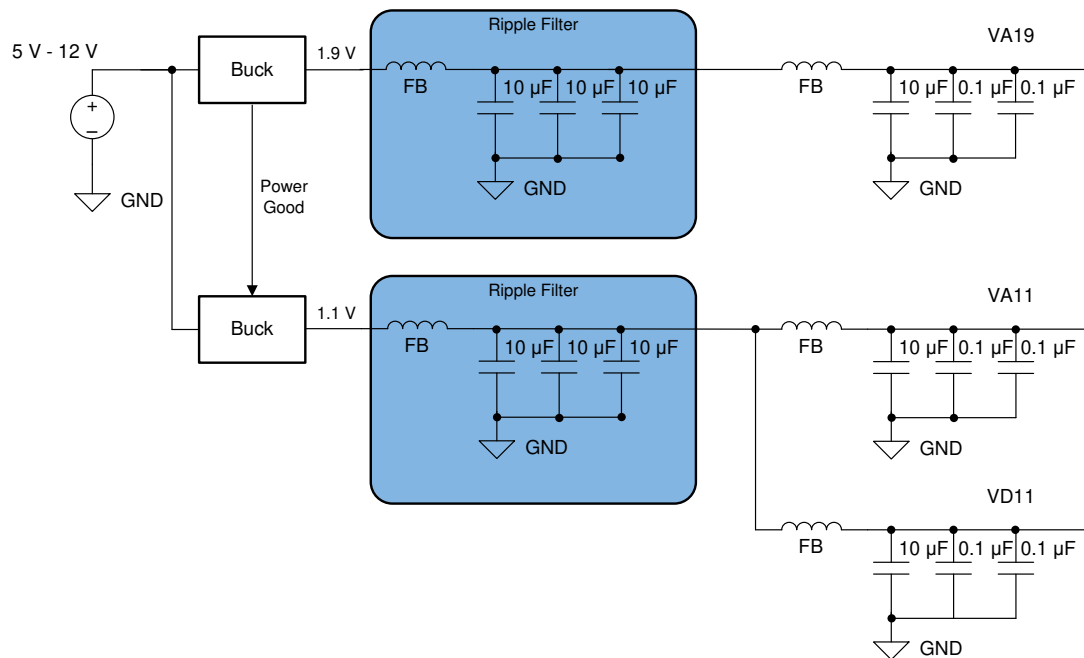 Ripple Filter
VA19
5 V - 12 V
Buck
1.9 V
FB
10 µF 10 µF 10 µF
FB
10 µF 0.1 µF 0.1 µF
+
−
GND
GND
GND
Power
Good
Ripple Filter
VA11
Buck
1.1 V
FB
10 µF 10 µF 10 µF
FB
10 µF 0.1 µF 0.1 µF
GND
GND
VD11
FB
10 µF 0.1 µF 0.1 µF
GND